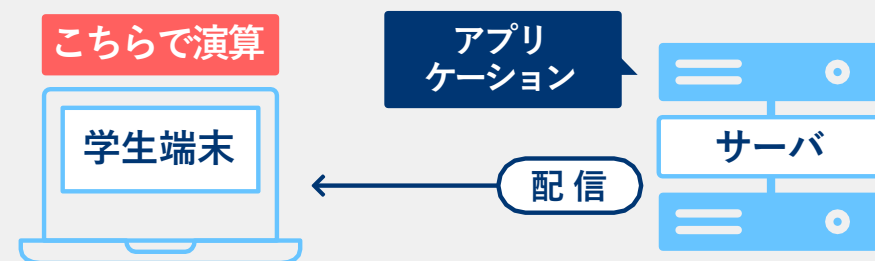 こちらで演算
アプリ
ケーション
学生端末
サーバ
配信